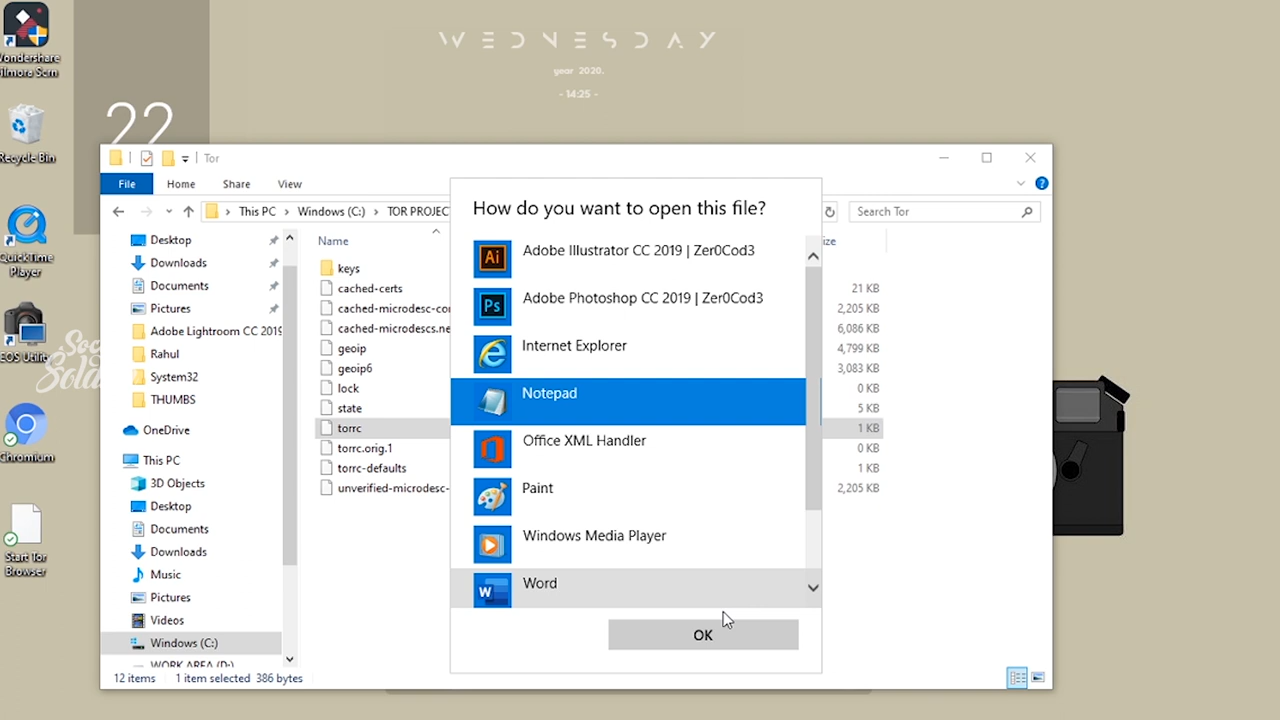 WEDNESDAY
year 2020.
- 14:25 -
22
Wondershare
Filmora Scrn
Recycle Bin
QuickTime
Player
EOS Utility
Chromium
Start Tor
Browser
Tor
File
Home
Share
View
This PC
Windows (C:)
TOR PROJEC
Search Tor
Desktop
Downloads
Documents
Pictures
Adobe Lightroom CC 2019
Rahul
System32
THUMBS
OneDrive
This PC
3D Objects
Desktop
Documents
Downloads
Music
Pictures
Videos
Windows (C:)
WORK AREA (D:)
Name
ize
keys
cached-certs
21 KB
cached-microdesc-con
2,205 KB
cached-microdescs.ne
6,086 KB
geoip
4,799 KB
geoip6
3,083 KB
lock
0 KB
state
5 KB
torrc
1 KB
torrc.orig.1
0 KB
torrc-defaults
1 KB
unverified-microdesc-
2,205 KB
How do you want to open this file?
Ai
Adobe Illustrator CC 2019 | Zer0Cod3
Ps
Adobe Photoshop CC 2019 | Zer0Cod3
Internet Explorer
Notepad
Office XML Handler
Paint
Windows Media Player
W
Word
OK
12 items
1 item selected
386 bytes